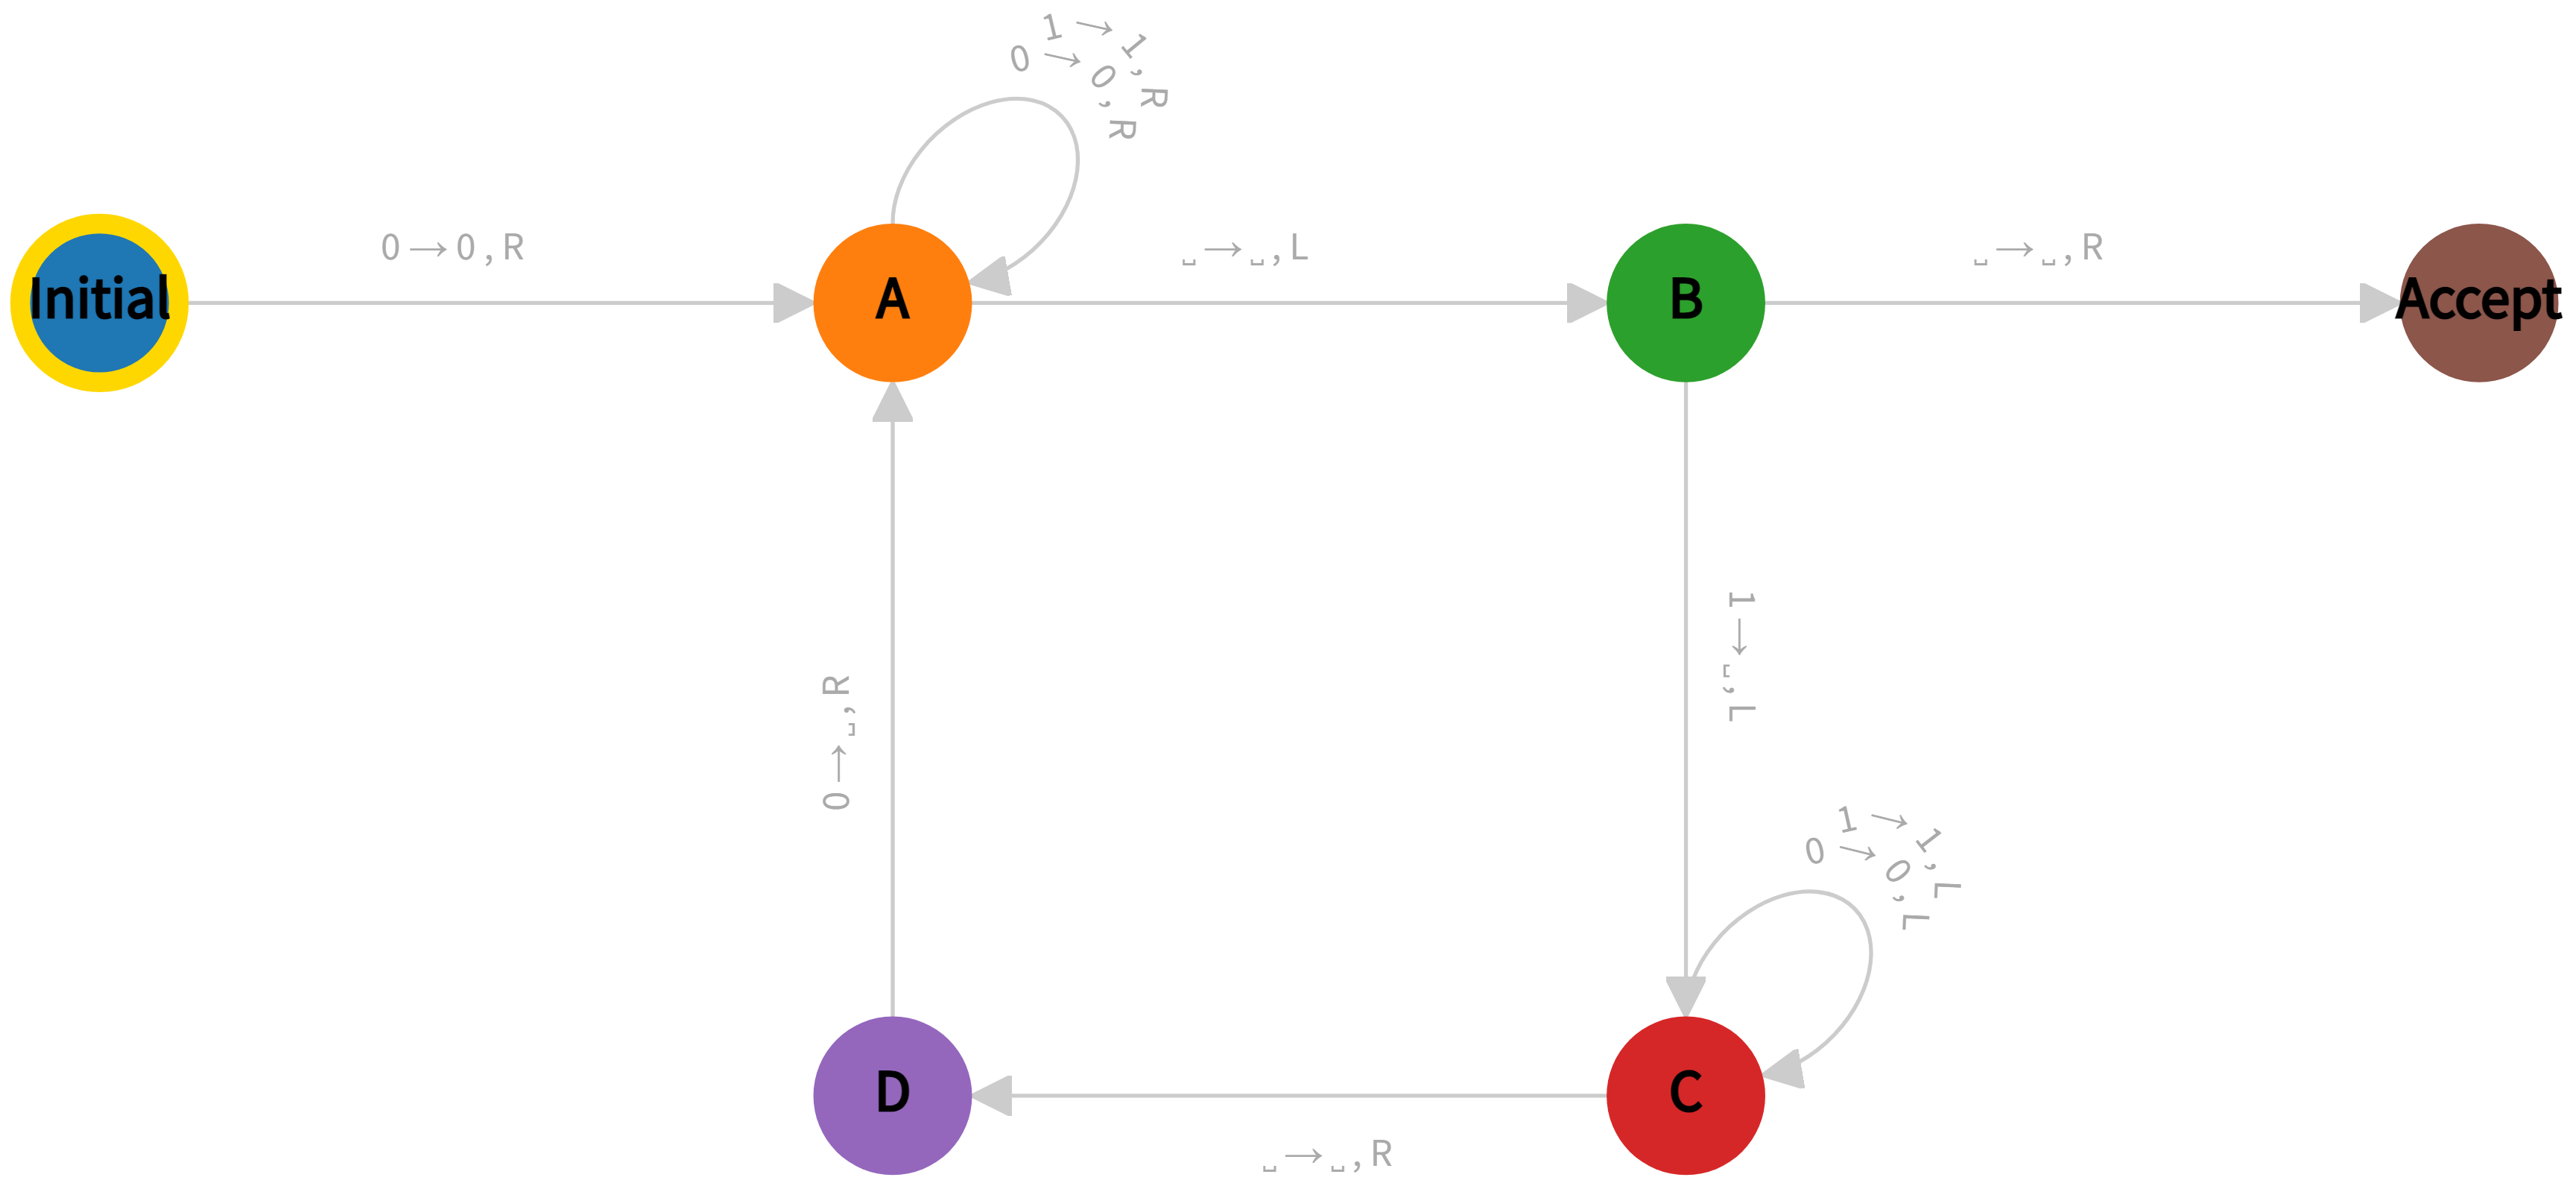 1 → 1 , R
0 → 0 , R
0 → 0 , R
␣ → ␣ , L
␣ → ␣ , R
Initial
A
B
Accept
1 → ␣ , L
0 → ␣ , R
1 → 1 , L
0 → 0 , L
D
C
␣ → ␣ , R